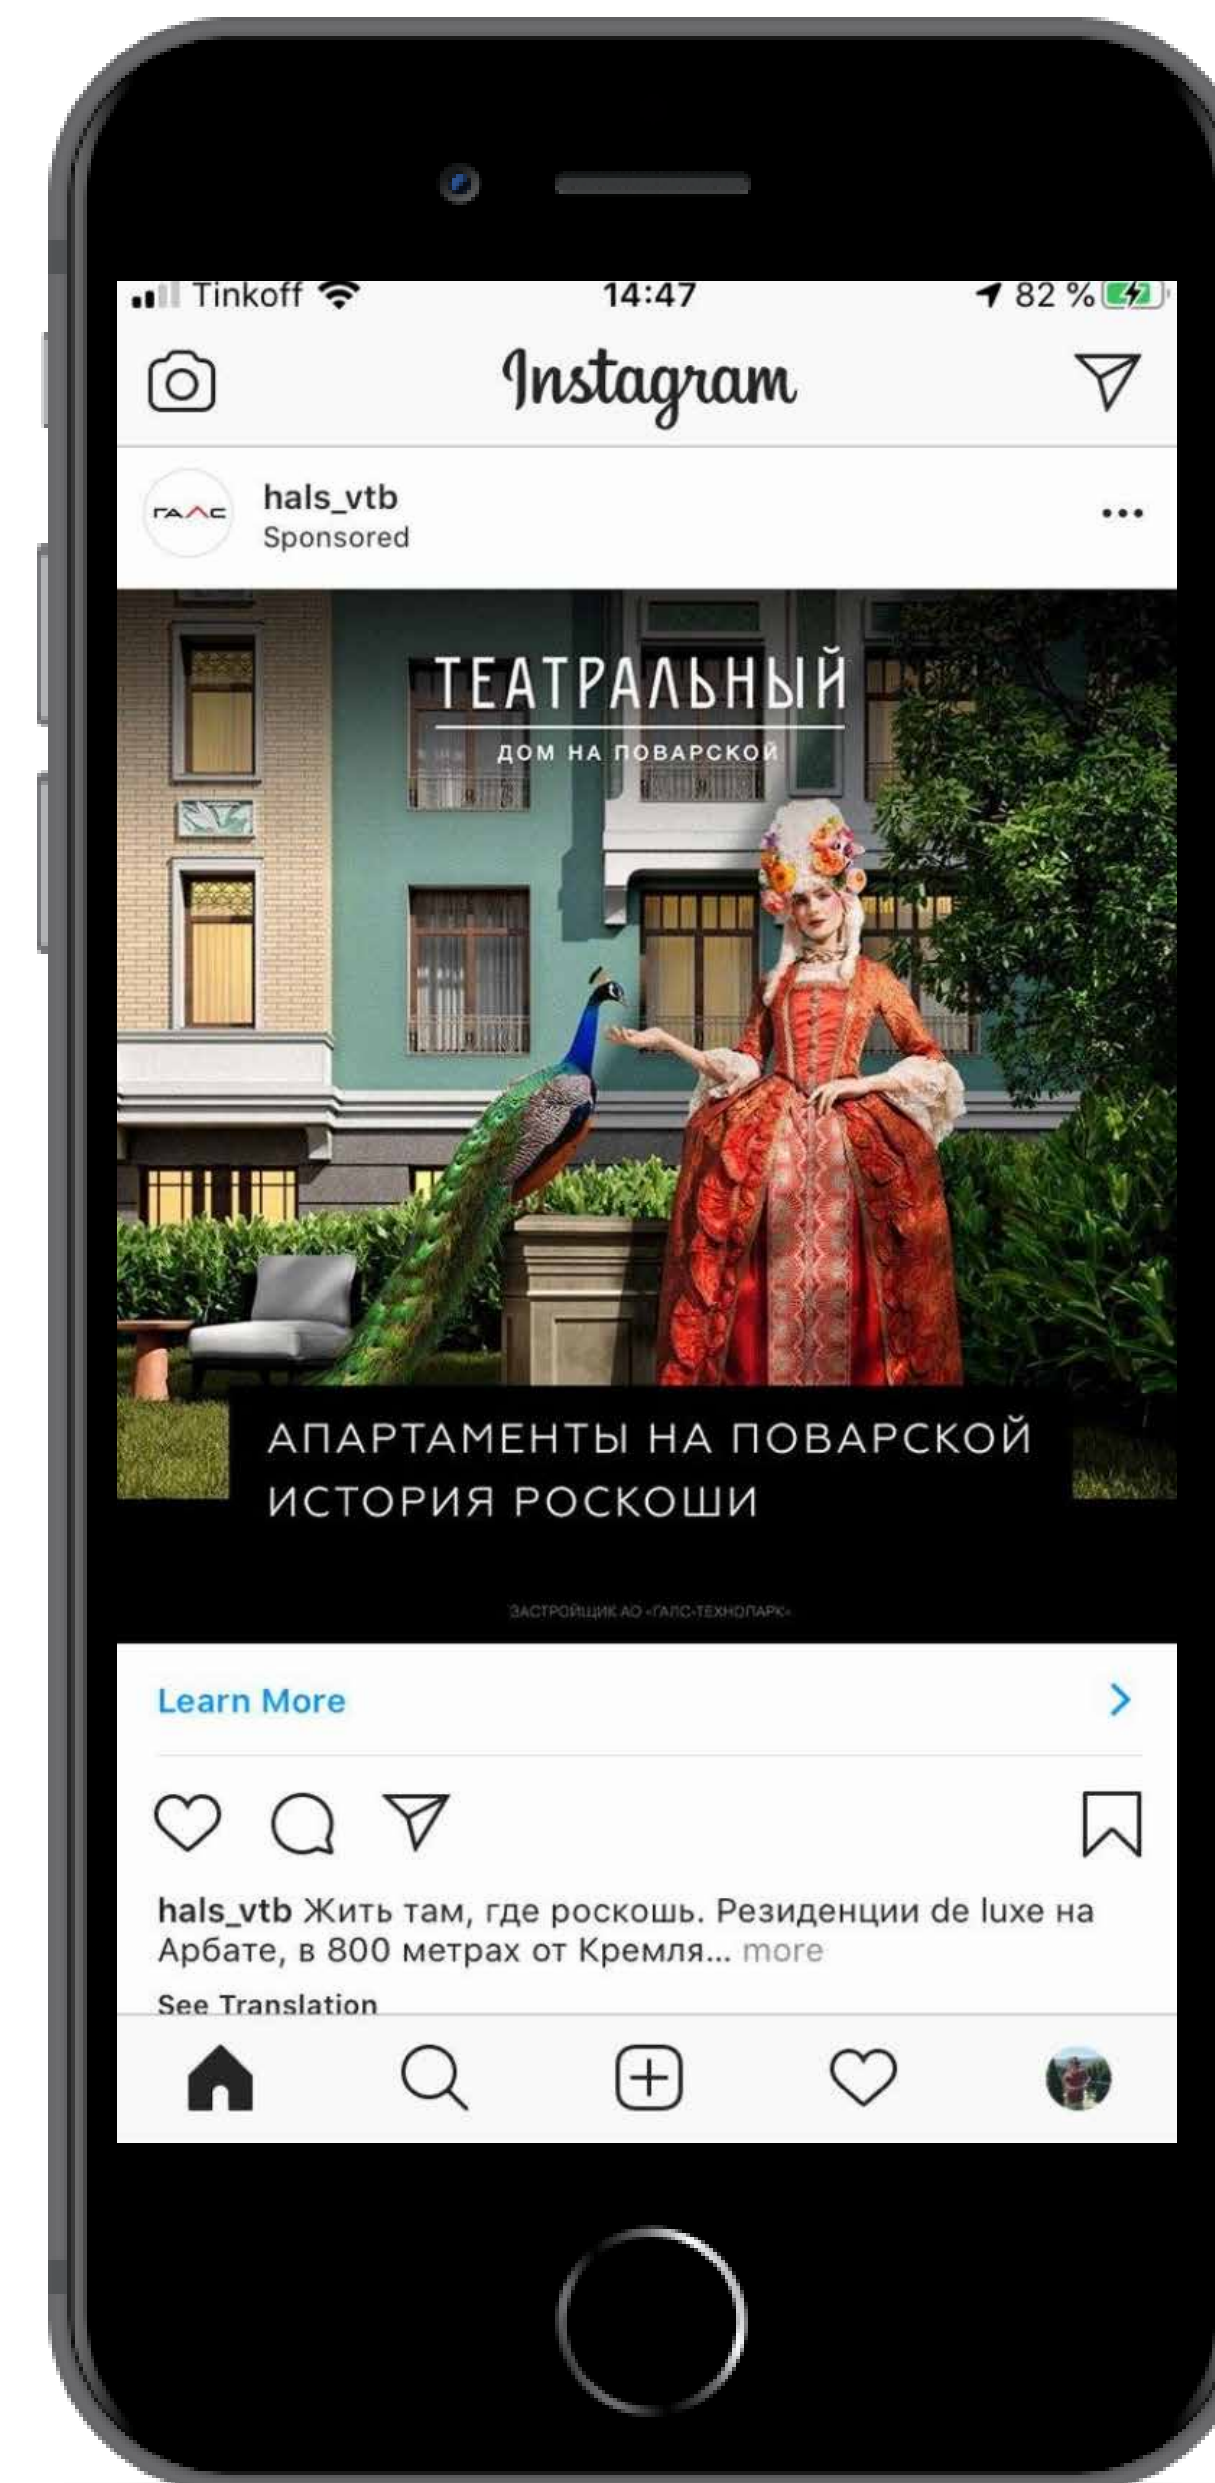 Tinkoff 14:47 82 %
Instagram
ГАЛС
hals_vtb
Sponsored
ТЕАТРАЛЬНЫЙ
ДОМ НА ПОВАРСКОЙ
АПАРТАМЕНТЫ НА ПОВАРСКОЙ
ИСТОРИЯ РОСКОШИ
ЗАСТРОЙЩИК АО «ГАЛС-ТЕХНОПАРК»
Learn More
hals_vtb Жить там, где роскошь. Резиденции de luxe на
Арбате, в 800 метрах от Кремля... more
See Translation